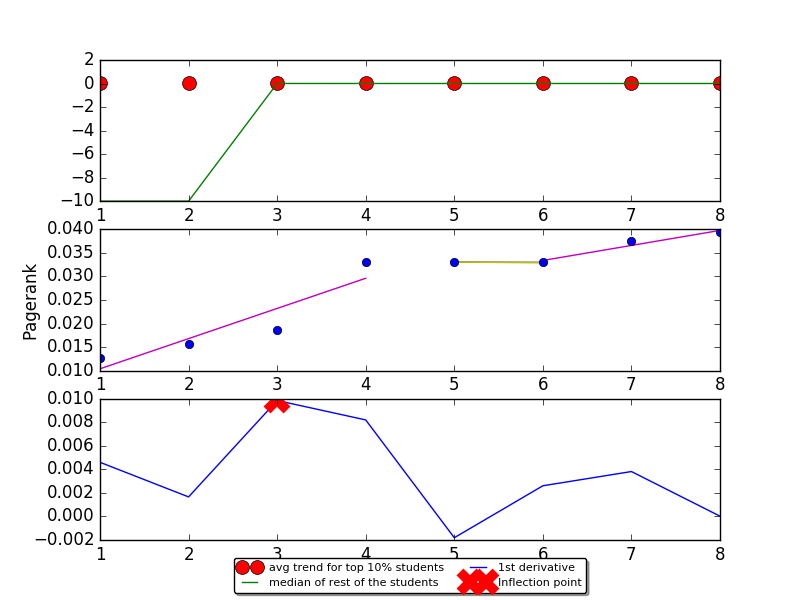 2
0
−2
−4
−6
−8
−10
1 2 3 4 5 6 7 8
0.040
0.035
0.030
0.025
0.020
0.015
0.010
Pagerank
1 2 3 4 5 6 7 8
0.010
0.008
0.006
0.004
0.002
0.000
−0.002
1 2 3 4 5 6 7 8
avg trend for top 10% students
median of rest of the students
1st derivative
Inflection point